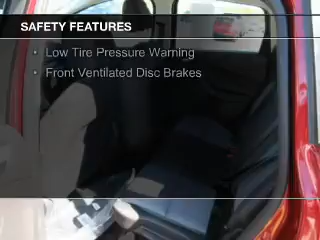 SAFETY FEATURES
• Low Tire Pressure Warning
• Front Ventilated Disc Brakes